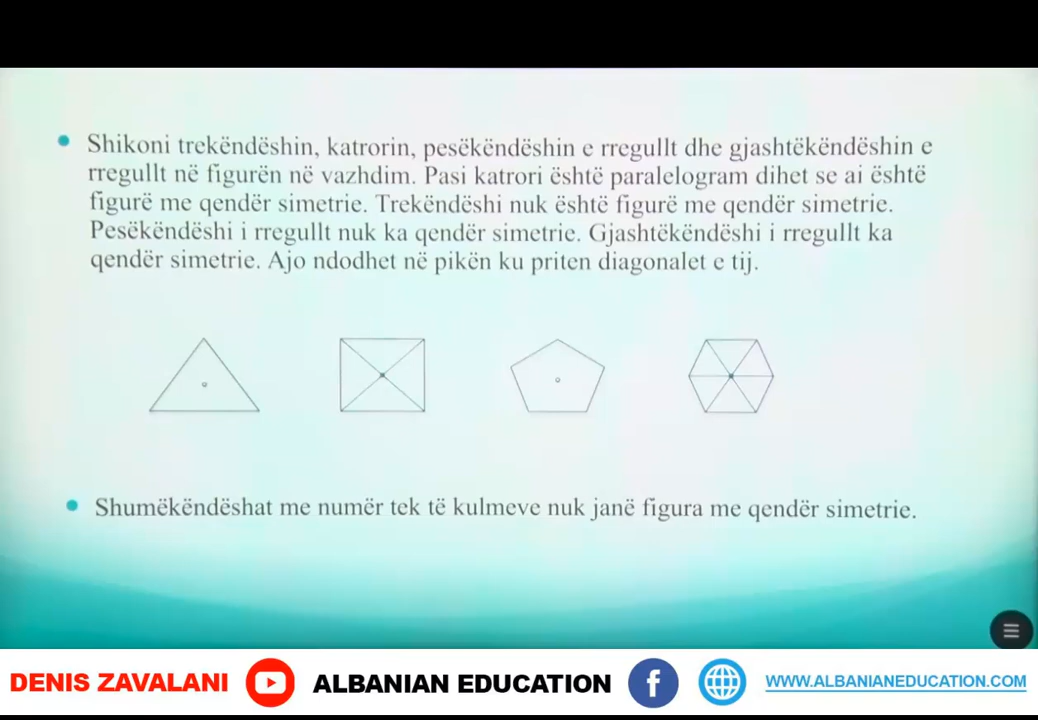 Shikoni trekëndëshin, katrorin, pesëkëndëshin e rregullt dhe gjashtëkëndëshin e
rregullt në figurën në vazhdim. Pasi katrori është paralelogram dihet se ai është
figurë me qendër simetrie. Trekëndëshi nuk është figurë me qendër simetrie.
Pesëkëndëshi i rregullt nuk ka qendër simetrie. Gjashtëkëndëshi i rregullt ka
qendër simetrie. Ajo ndodhet në pikën ku priten diagonalet e tij.
Shumëkëndëshat me numër tek të kulmeve nuk janë figura me qendër simetrie.
DENIS ZAVALANI ALBANIAN EDUCATION f WWW.ALBANIANEDUCATION.COM